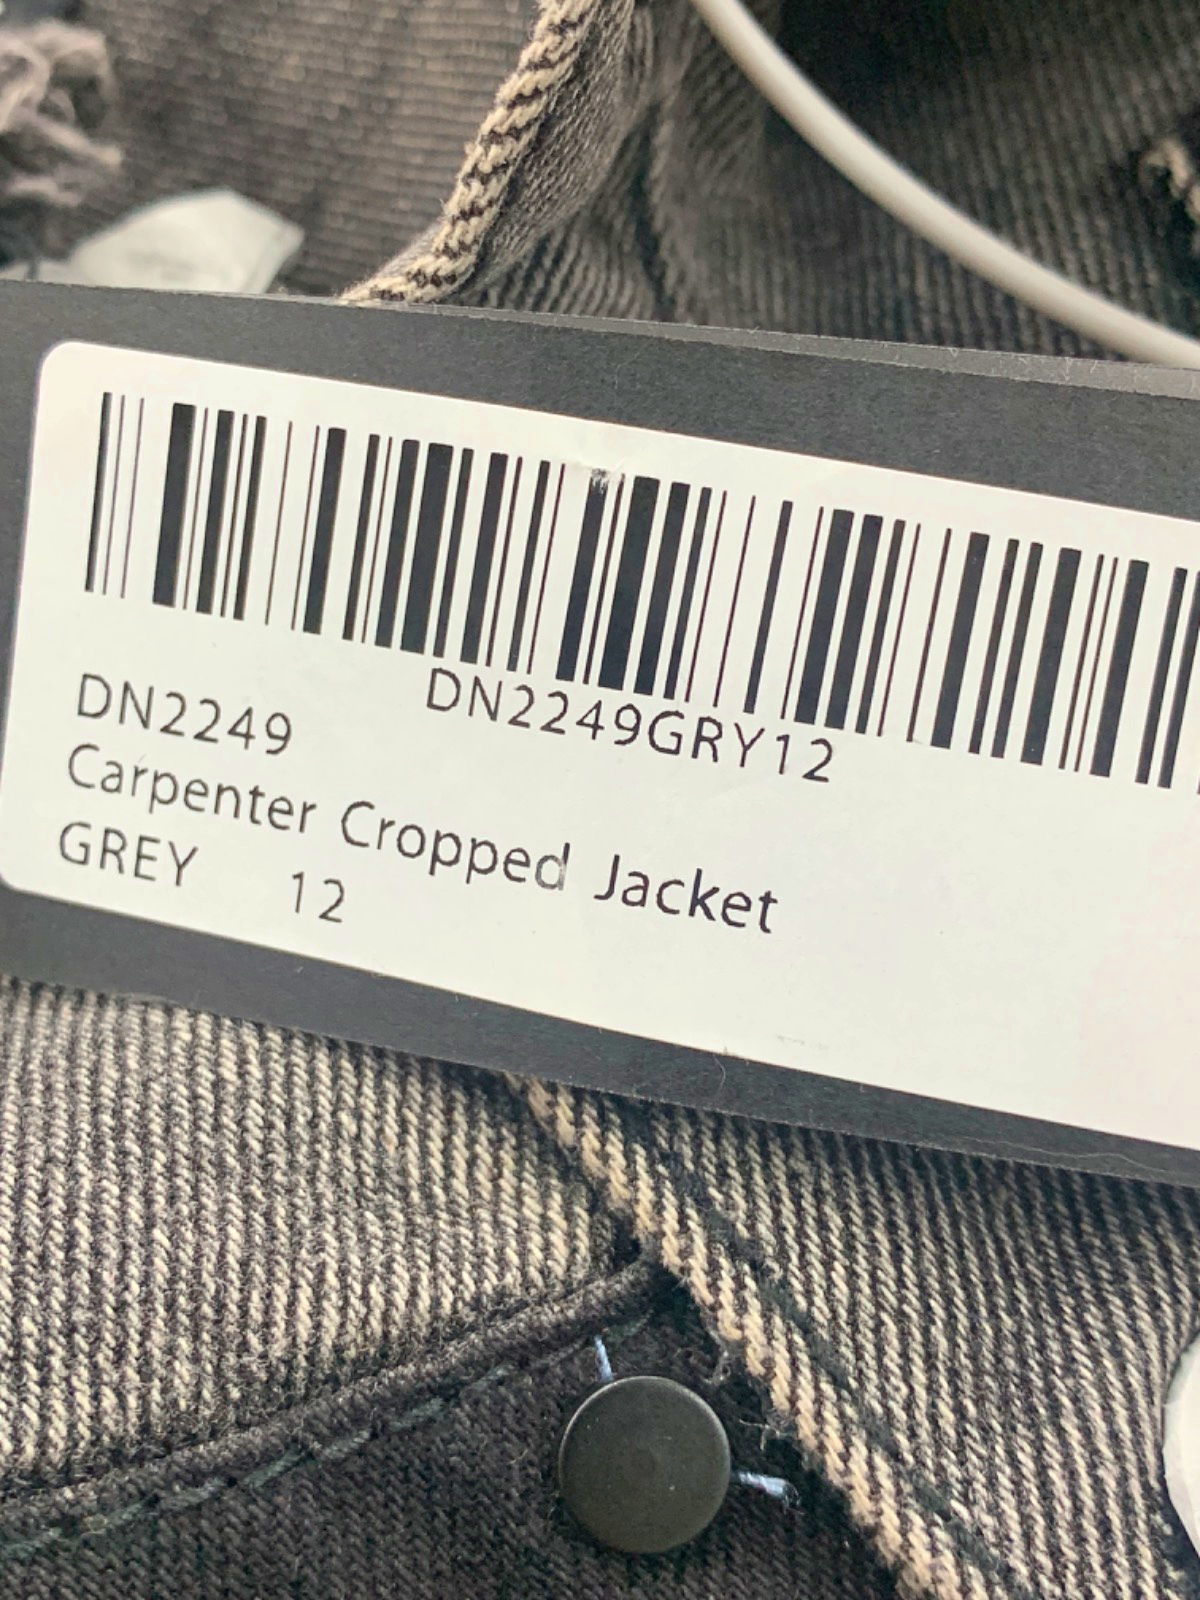 DN2249GRY12
DN2249
Carpenter Cropped Jacket
GREY 12